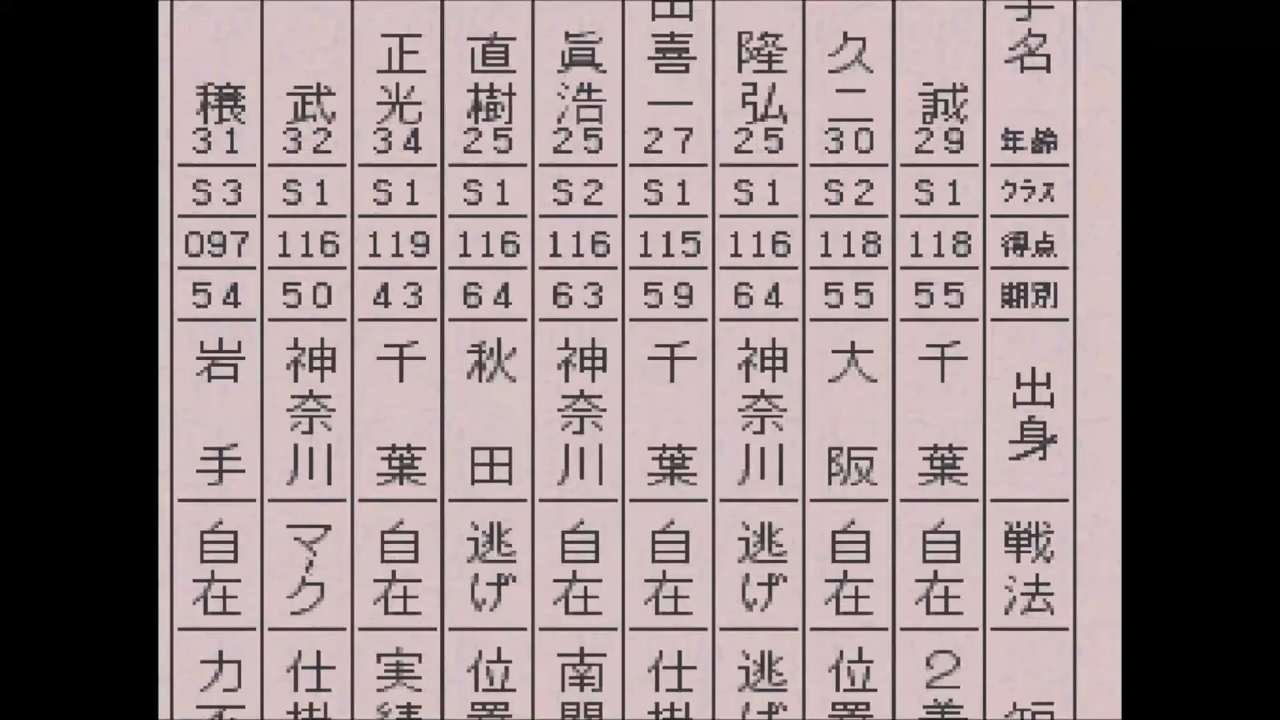 手名
年齢
クラス
得点
期別
出身
戦法
誠
29
S1
118
55
千葉
自在
2着
久二
30
S2
118
55
大阪
自在
位置
隆弘
25
S1
116
64
神奈川
逃げ
逃げ
田喜一
27
S1
115
59
千葉
自在
仕掛
眞浩
25
S2
116
63
神奈川
自在
南関
直樹
25
S1
116
64
秋田
逃げ
位置
正光
34
S1
119
43
千葉
自在
実績
武
32
S1
116
50
神奈川
マーク
仕掛
穣
31
S3
097
54
岩手
自在
力不